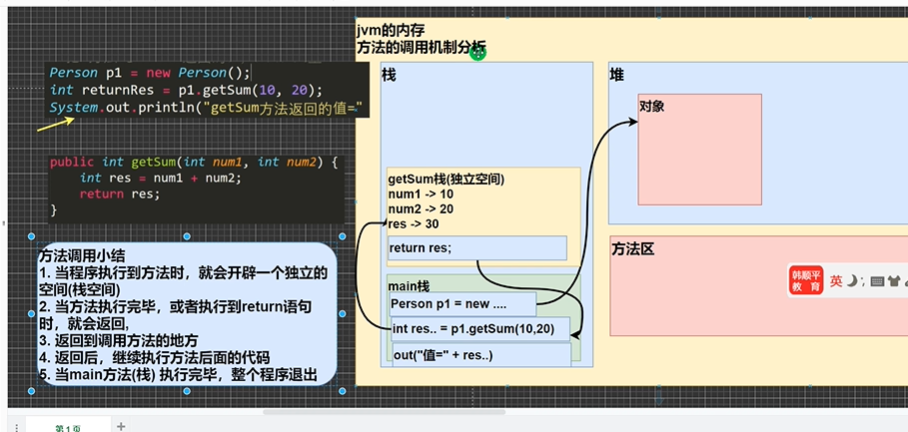 jvm的内存
方法的调用机制分析
Person p1 = new Person();
int returnRes = p1.getSum(10, 20);
System.out.println("getSum方法返回的值="
public int getSum(int num1, int num2) {
int res = num1 + num2;
return res;
}
方法调用小结
1. 当程序执行到方法时，就会开辟一个独立的
空间(栈空间)
2. 当方法执行完毕，或者执行到return语句
时，就会返回,
3. 返回到调用方法的地方
4. 返回后，继续执行方法后面的代码
5. 当main方法(栈) 执行完毕，整个程序退出
栈
getSum栈(独立空间)
num1 -> 10
num2 -> 20
res -> 30
return res;
main栈
Person p1 = new ....
int res.. = p1.getSum(10,20)
out("值=" + res..)
堆
对象
方法区
韩顺平
教育
英
第1页